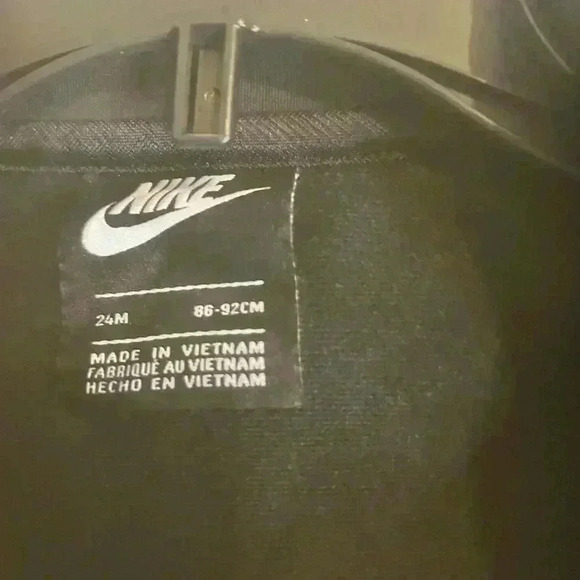 NIKE
24M 86-92CM
MADE IN VIETNAM
FABRIQUÉ AU VIETNAM
HECHO EN VIETNAM